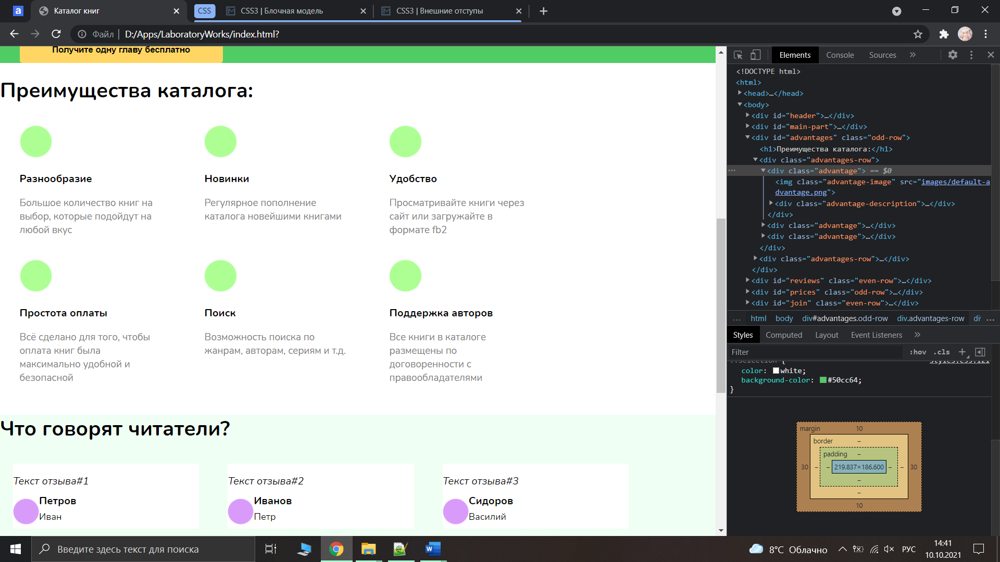 a
Каталог книг
CSS
CSS3 | Блочная модель
CSS3 | Внешние отступы
Файл
D:/Apps/LaboratoryWorks/index.html?
Получите одну главу бесплатно
Преимущества каталога:
Разнообразие
Новинки
Удобство
Большое количество книг на
выбор, которые подойдут на
любой вкус
Регулярное пополнение
каталога новейшими книгами
Просматривайте книги через
сайт или загружайте в
формате fb2
Простота оплаты
Поиск
Поддержка авторов
Всё сделано для того, чтобы
оплата книг была
максимально удобной и
безопасной
Возможность поиска по
жанрам, авторам, сериям и т.д.
Все книги в каталоге
размещены по
договоренности с
правообладателями
Что говорят читатели?
Текст отзыва#1
Петров
Иван
Текст отзыва#2
Иванов
Петр
Текст отзыва#3
Сидоров
Василий
Elements
Console
Sources
<!DOCTYPE html>
<html>
<head>…</head>
<body>
<div id="header">…</div>
<div id="main-part">…</div>
<div id="advantages" class="odd-row">
<h1>Преимущества каталога:</h1>
<div class="advantages-row">
<div class="advantage"> == $0
<img class="advantage-image" src="images/default-a
dvantage.png">
<div class="advantage-description">…</div>
</div>
<div class="advantage">…</div>
<div class="advantage">…</div>
</div>
<div class="advantages-row">…</div>
</div>
<div id="reviews" class="even-row">…</div>
<div id="prices" class="odd-row">…</div>
<div id="join" class="even-row">…</div>
… html body div#advantages.odd-row div.advantages-row di …
Styles
Computed
Layout
Event Listeners
Filter
:hov .cls
::selection {
styles.css:121
color: white;
background-color: #50cc64;
}
margin 10
border –
padding –
30 – – 219.837×186.600 – – 30
–
–
10
Введите здесь текст для поиска
8°C Облачно
РУС
14:41
10.10.2021